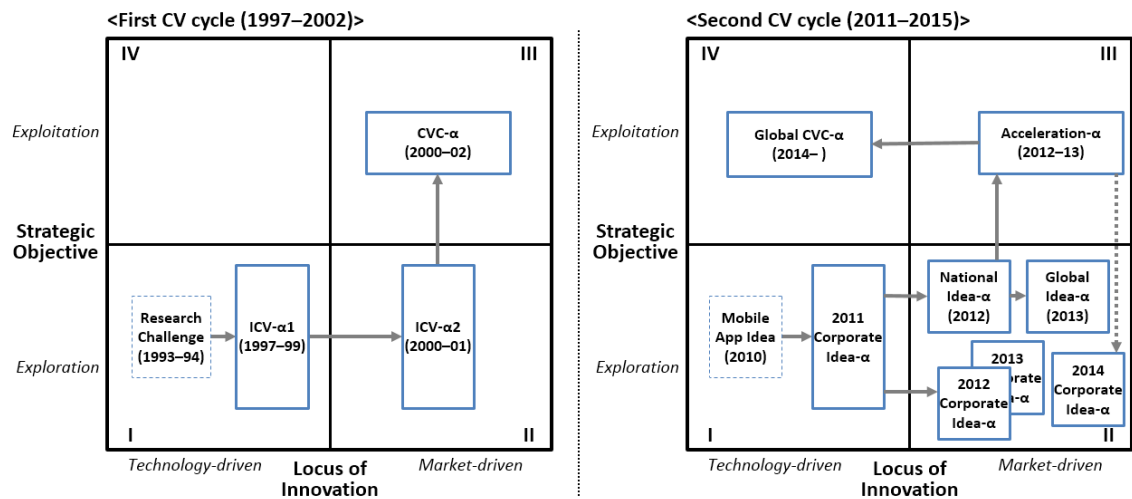 <First CV cycle (1997–2002)>
IV
III
Exploitation
CVC-α
(2000–02)
Strategic
Objective
Research
Challenge
(1993–94)
ICV-α1
(1997–99)
ICV-α2
(2000–01)
Exploration
I
II
Technology-driven
Locus of
Innovation
Market-driven
<Second CV cycle (2011–2015)>
IV
III
Exploitation
Global CVC-α
(2014– )
Acceleration-α
(2012–13)
Strategic
Objective
Mobile
App Idea
(2010)
2011
Corporate
Idea-α
National
Idea-α
(2012)
Global
Idea-α
(2013)
2013
rate
a-α
2012
Corporate
Idea-α
2014
Corporate
Idea-α
Exploration
I
II
Technology-driven
Locus of
Innovation
Market-driven